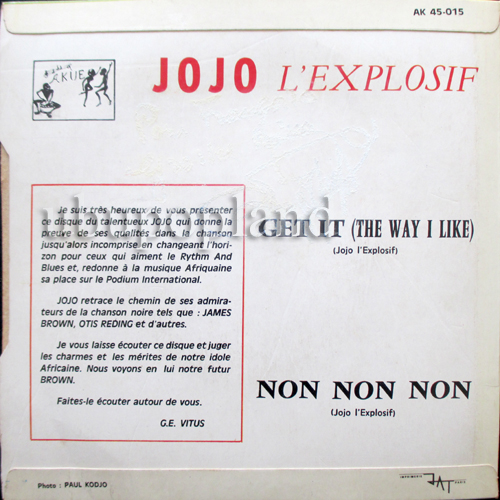 AK 45-015
AKUE
JOJO L'EXPLOSIF
Je suis très heureux de vous présenter
ce disque du talentueux JOJO qui donne la
preuve de ses qualités dans la chanson
jusqu'alors incomprise en changeant l'hori-
zon pour ceux qui aiment le Rythm And
Blues et, redonne à la musique Afriquaine
sa place sur le Podium International.
JOJO retrace le chemin de ses admira-
teurs de la chanson noire tels que : JAMES
BROWN, OTIS REDING et d'autres.
Je vous laisse écouter ce disque et juger
les charmes et les mérites de notre idole
Africaine. Nous voyons en lui notre futur
BROWN.
Faites-le écouter autour de vous.
G.E. VITUS
GET IT (THE WAY I LIKE)
(Jojo l'Explosif)
NON NON NON
(Jojo l'Explosif)
ubupopland
Photo : PAUL KODJO
IMPRIMERIE JAT PARIS